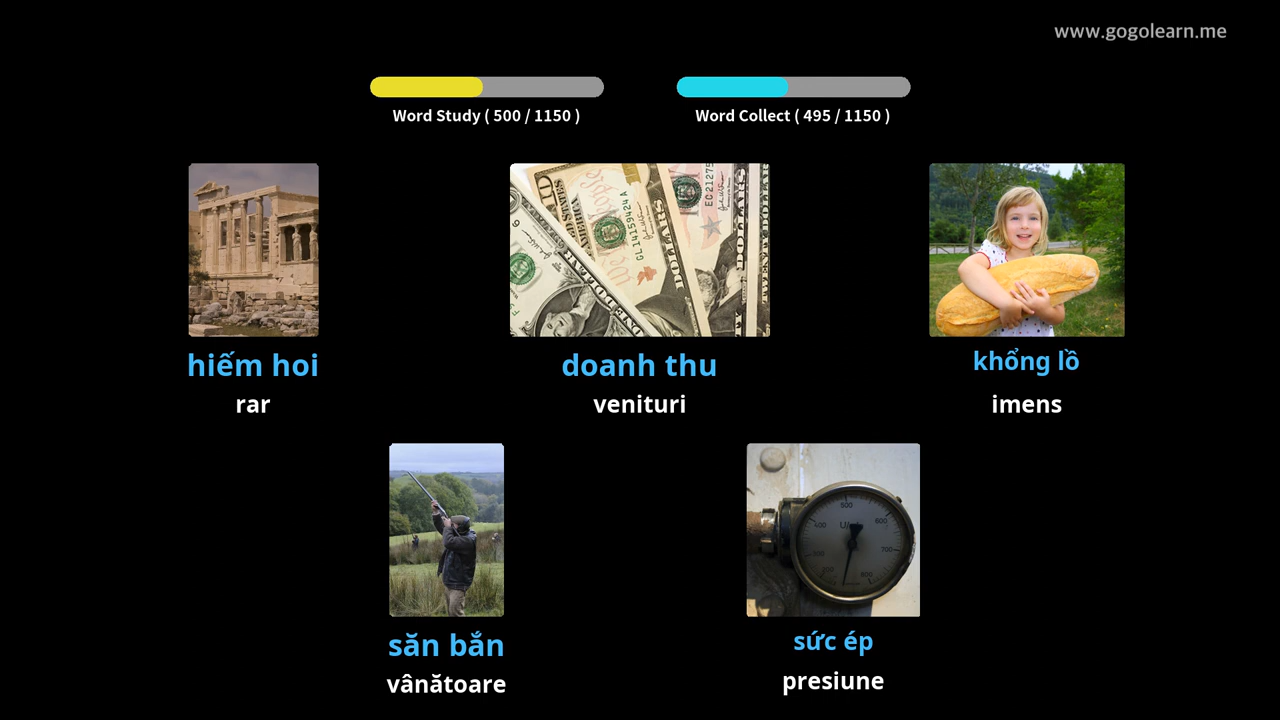 www.gogolearn.me
Word Study ( 500 / 1150 )
Word Collect ( 495 / 1150 )
hiếm hoi
rar
doanh thu
venituri
khổng lồ
imens
săn bắn
vânătoare
sức ép
presiune